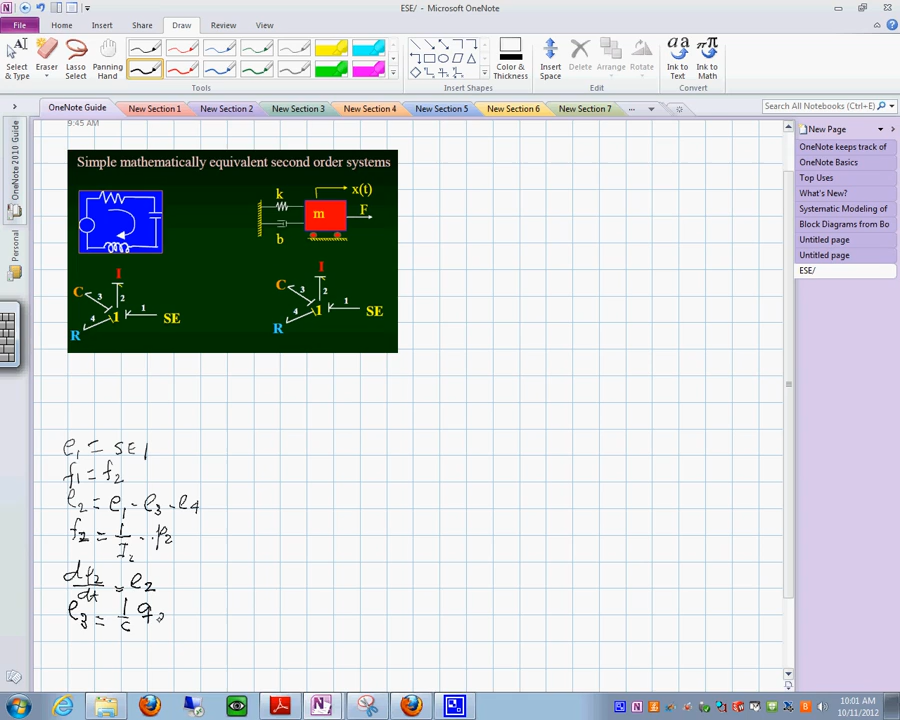 ESE/ - Microsoft OneNote
File
Home
Insert
Share
Draw
Review
View
Select & Type
Eraser
Lasso Select
Panning Hand
Color & Thickness
Insert Space
Delete
Arrange
Rotate
Ink to Text
Ink to Math
Tools
Insert Shapes
Edit
Convert
OneNote Guide
New Section 1
New Section 2
New Section 3
New Section 4
New Section 5
New Section 6
New Section 7
Search All Notebooks (Ctrl+E)
New Page
OneNote keeps track of
OneNote Basics
Top Uses
What's New?
Systematic Modeling of
Block Diagrams from Bo
Untitled page
Untitled page
ESE/
OneNote 2010 Guide
Personal
9:45 AM
Simple mathematically equivalent second order systems
k
x(t)
m
F
b
I
C 3 2 1
4 1 SE
R
I
C 3 2 1
4 1 SE
R
e₁ = SE1
f₁ = f₂
e₂ = e₁ - e₃ - e₄
f₂ = 1/I₂ · p₂
dp₂/dt = e₂
e₃ = 1/c q₃
10:01 AM
10/11/2012